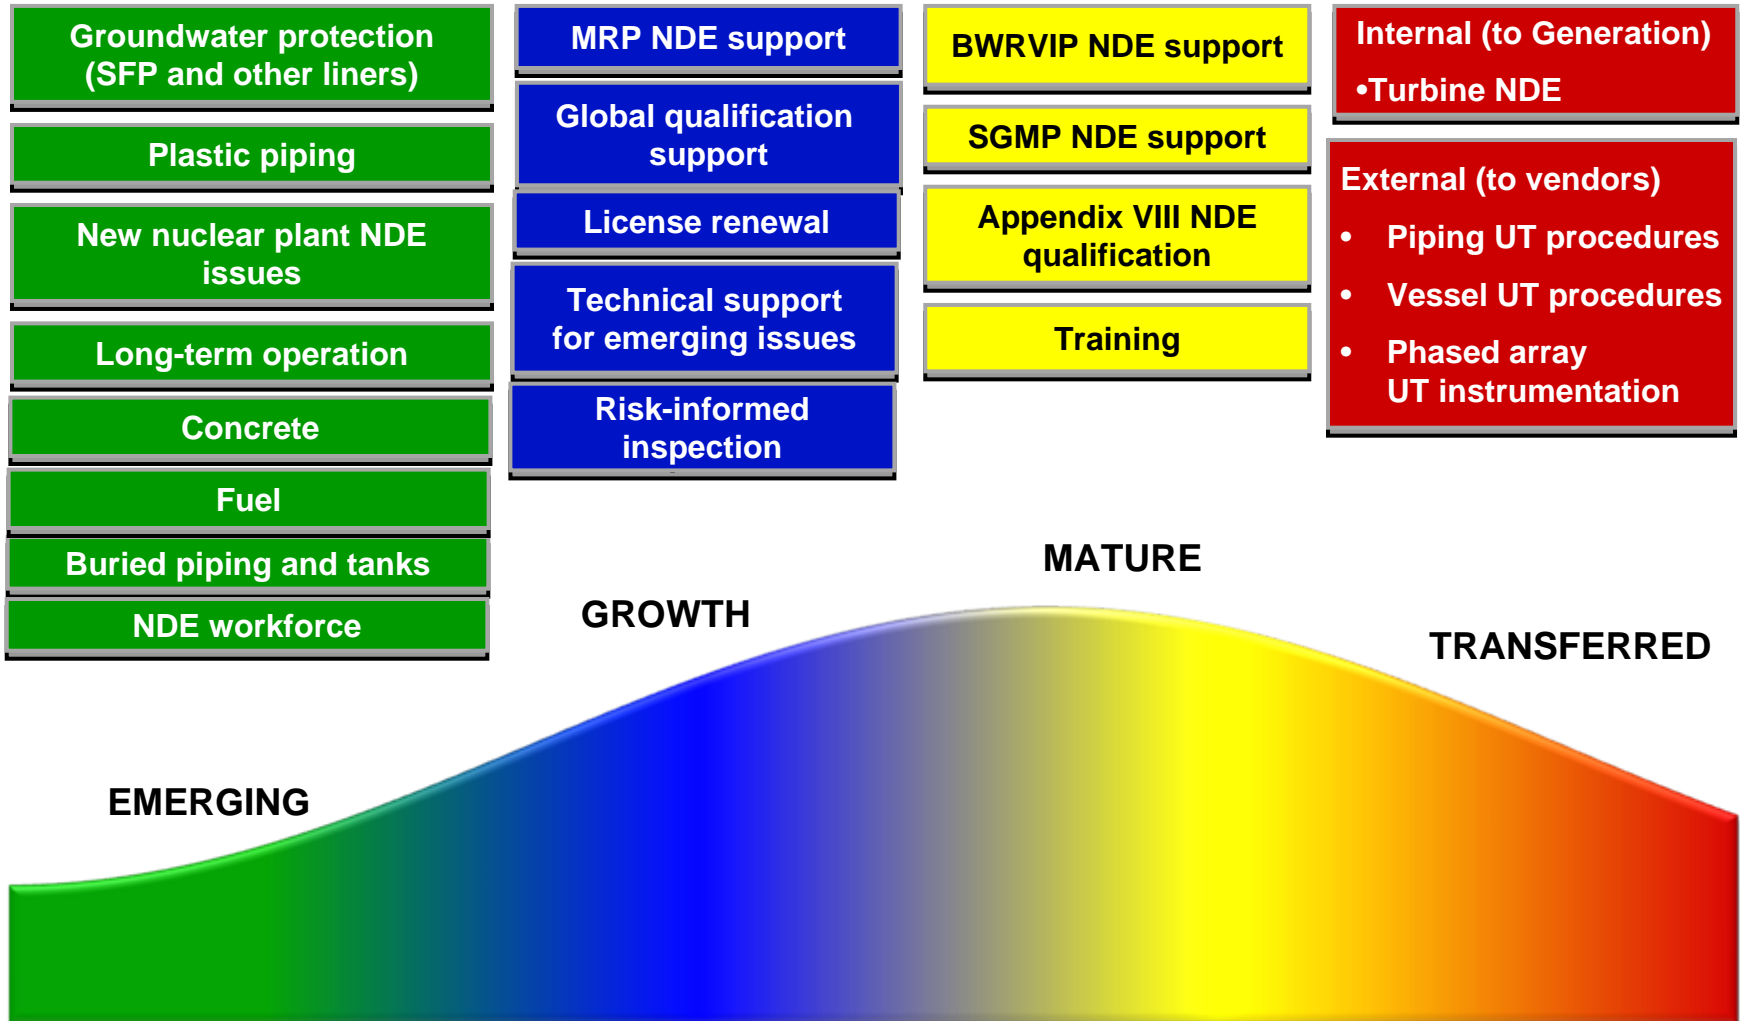 Groundwater protection
(SFP and other liners)
Plastic piping
New nuclear plant NDE
issues
Long-term operation
Concrete
Fuel
Buried piping and tanks
NDE workforce
MRP NDE support
Global qualification
support
License renewal
Technical support
for emerging issues
Risk-informed
inspection
BWRVIP NDE support
SGMP NDE support
Appendix VIII NDE
qualification
Training
Internal (to Generation)
•Turbine NDE
External (to vendors)
• Piping UT procedures
• Vessel UT procedures
• Phased array
UT instrumentation
EMERGING
GROWTH
MATURE
TRANSFERRED